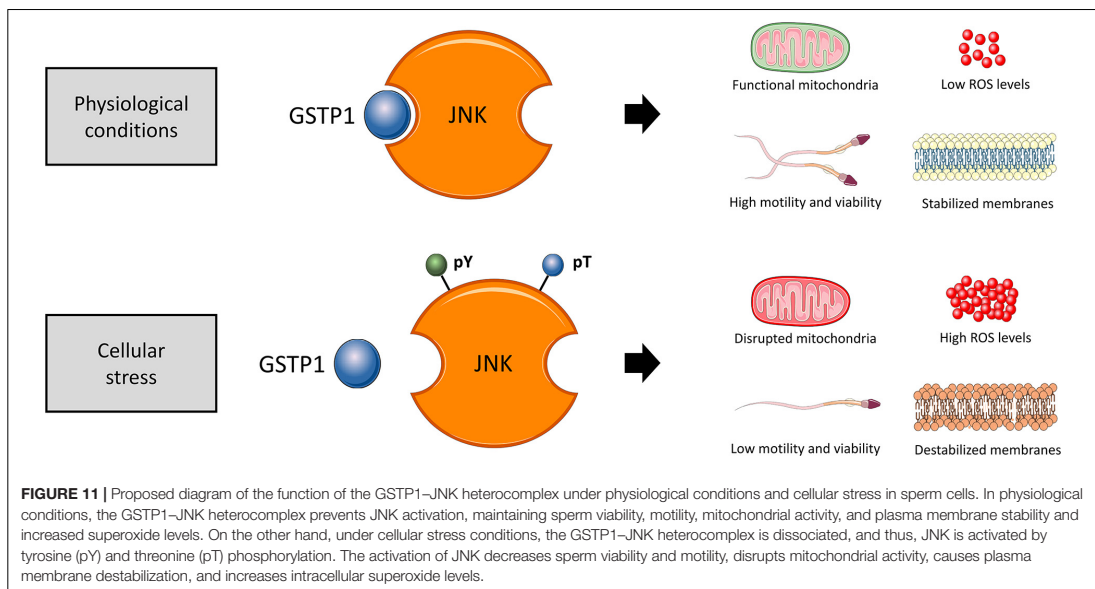 Physiological
conditions
GSTP1
JNK
Functional mitochondria
Low ROS levels
High motility and viability
Stabilized membranes
Cellular
stress
GSTP1
pY
pT
JNK
Disrupted mitochondria
High ROS levels
Low motility and viability
Destabilized membranes
FIGURE 11 | Proposed diagram of the function of the GSTP1–JNK heterocomplex under physiological conditions and cellular stress in sperm cells. In physiological
conditions, the GSTP1–JNK heterocomplex prevents JNK activation, maintaining sperm viability, motility, mitochondrial activity, and plasma membrane stability and
increased superoxide levels. On the other hand, under cellular stress conditions, the GSTP1–JNK heterocomplex is dissociated, and thus, JNK is activated by
tyrosine (pY) and threonine (pT) phosphorylation. The activation of JNK decreases sperm viability and motility, disrupts mitochondrial activity, causes plasma
membrane destabilization, and increases intracellular superoxide levels.